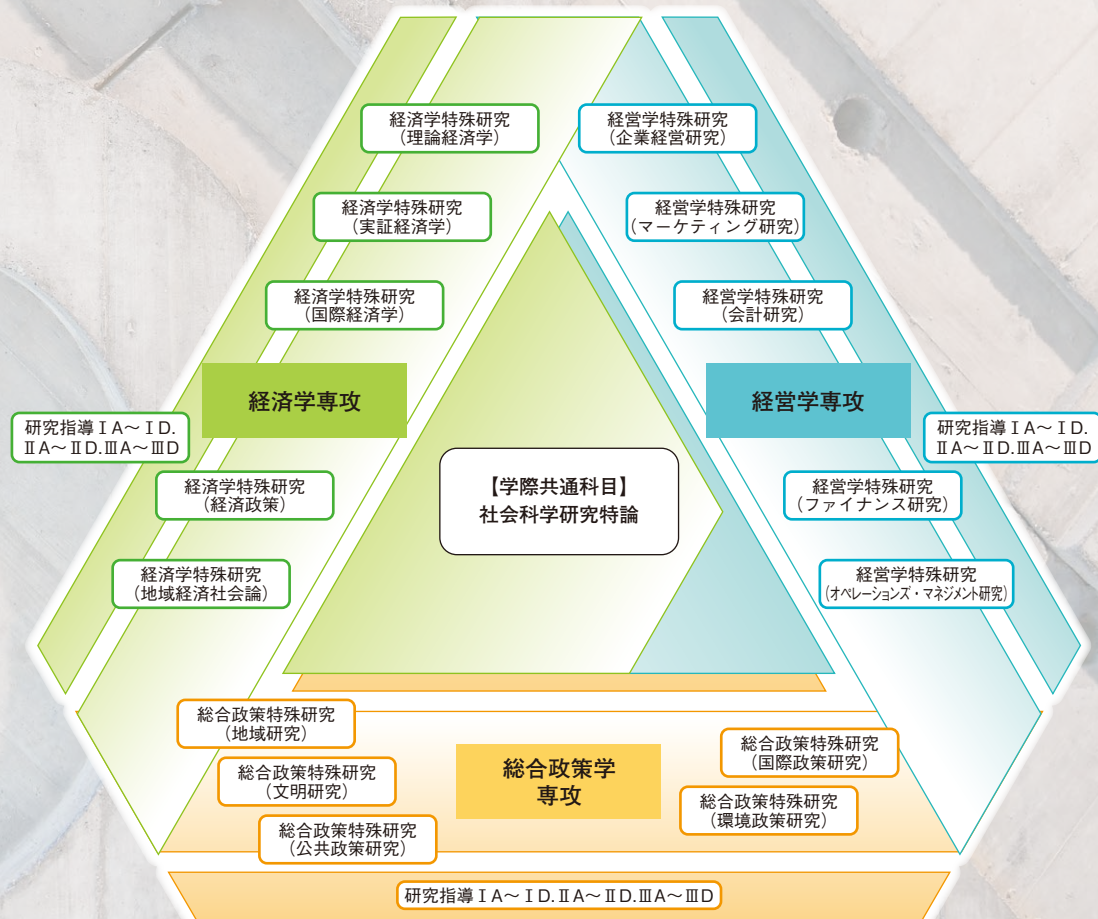 経済学特殊研究
(理論経済学)
経済学特殊研究
(実証経済学)
経済学特殊研究
(国際経済学)
経済学専攻
研究指導ⅠA～ⅠD.
ⅡA～ⅡD.ⅢA～ⅢD
経済学特殊研究
(経済政策)
経済学特殊研究
(地域経済社会論)
経営学特殊研究
(企業経営研究)
経営学特殊研究
(マーケティング研究)
経営学特殊研究
(会計研究)
経営学専攻
研究指導ⅠA～ⅠD.
ⅡA～ⅡD.ⅢA～ⅢD
経営学特殊研究
(ファイナンス研究)
経営学特殊研究
(オペレーションズ・マネジメント研究)
【学際共通科目】
社会科学研究特論
総合政策特殊研究
(地域研究)
総合政策特殊研究
(文明研究)
総合政策特殊研究
(公共政策研究)
総合政策学
専攻
総合政策特殊研究
(国際政策研究)
総合政策特殊研究
(環境政策研究)
研究指導ⅠA～ⅠD.ⅡA～ⅡD.ⅢA～ⅢD